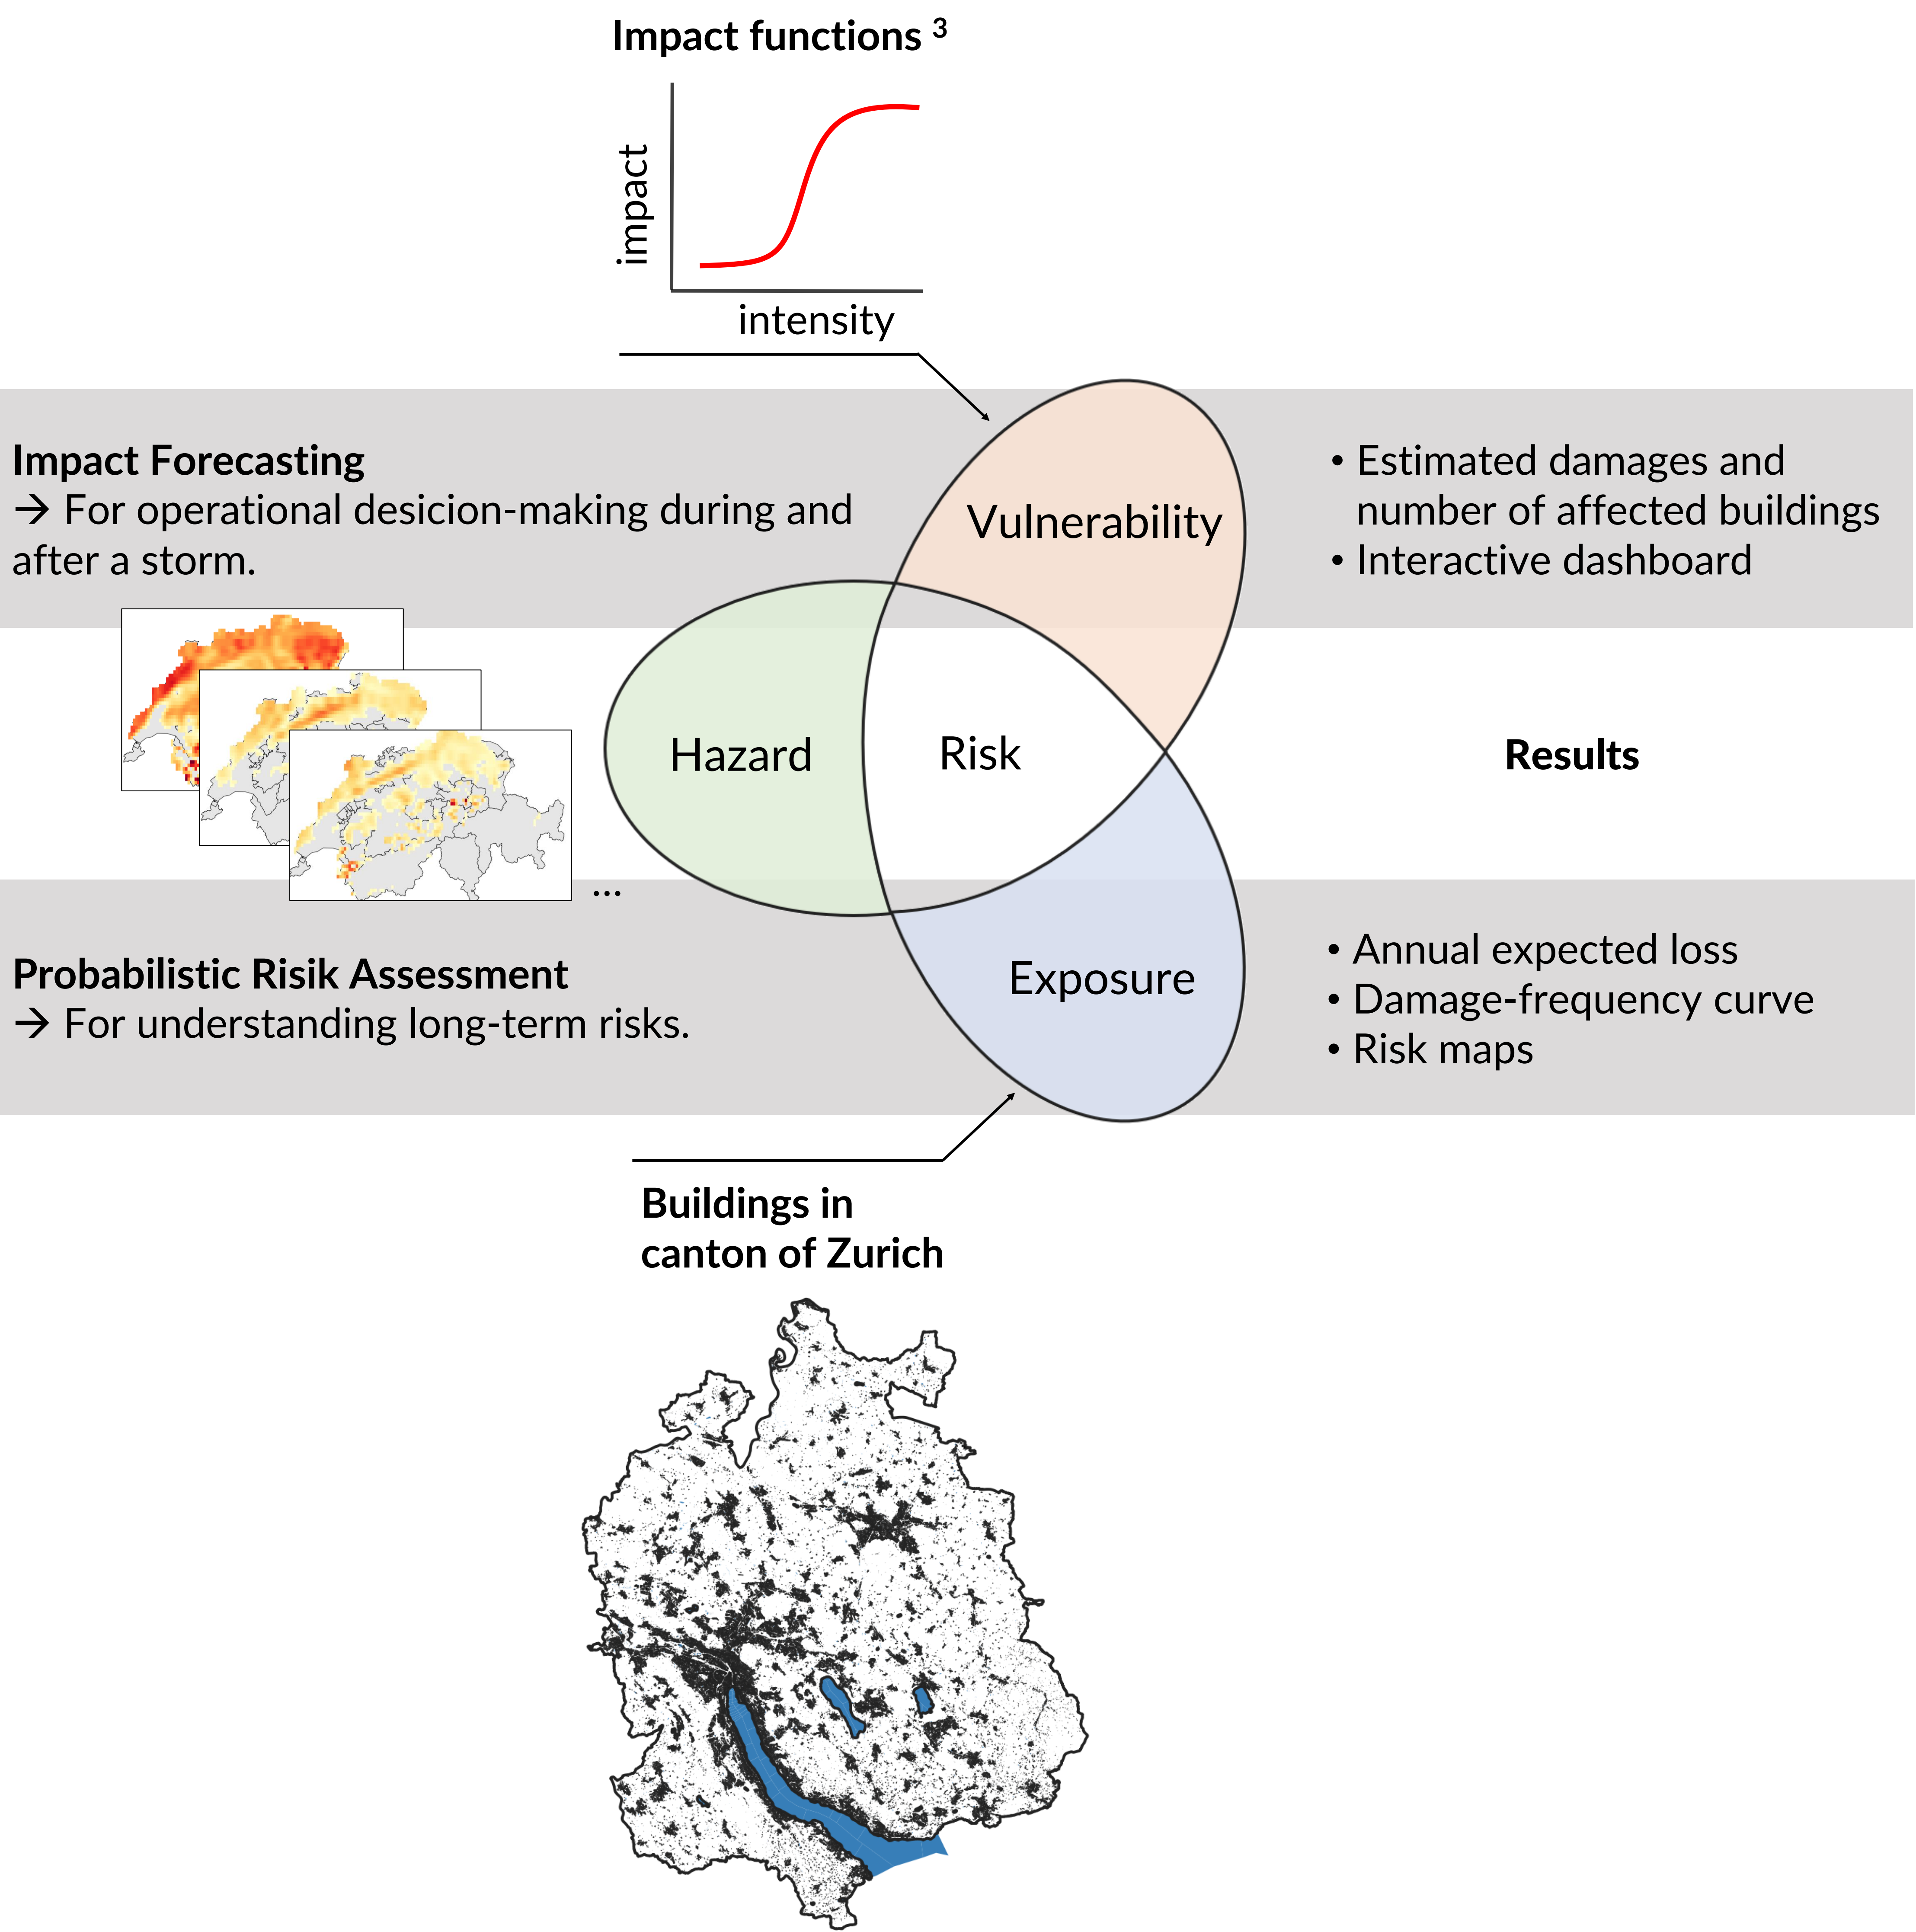 Impact functions 3
impact
intensity
Impact Forecasting
→ For operational desicion-making during and
after a storm.
Vulnerability
• Estimated damages and
number of affected buildings
• Interactive dashboard
Hazard
Risk
Results
...
Probabilistic Risik Assessment
→ For understanding long-term risks.
Exposure
• Annual expected loss
• Damage-frequency curve
• Risk maps
Buildings in
canton of Zurich